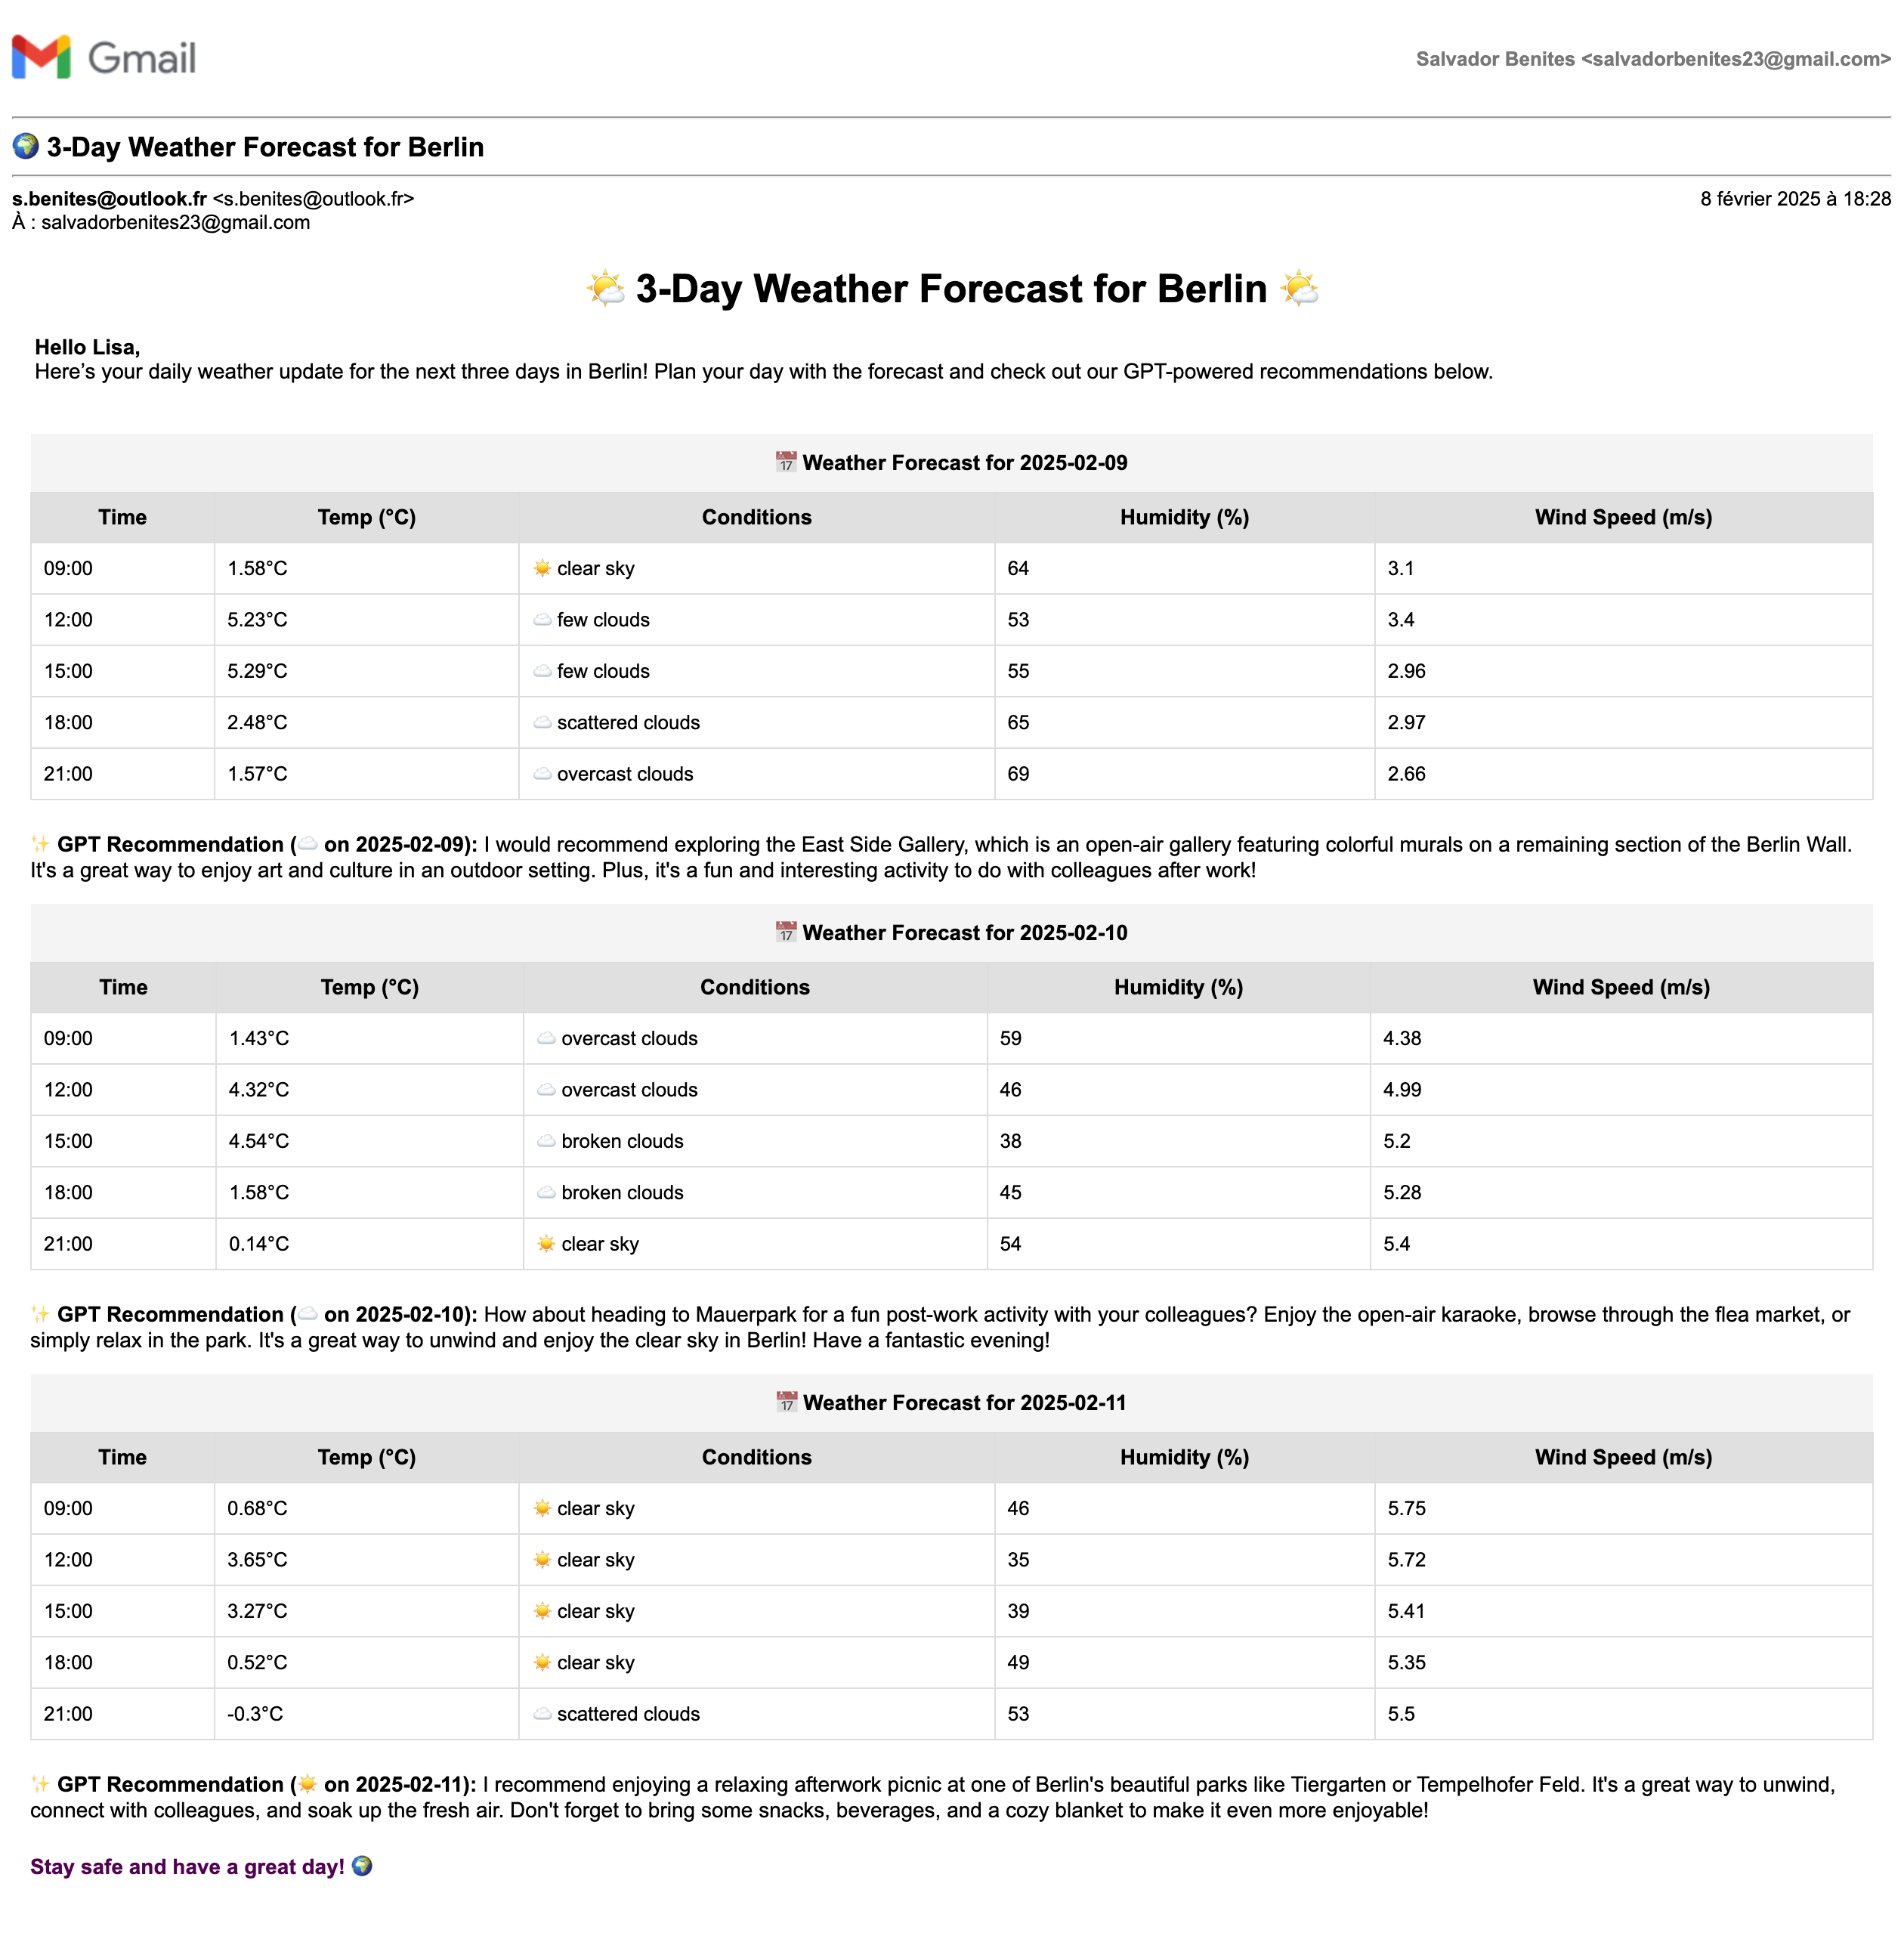 Gmail
Salvador Benites <salvadorbenites23@gmail.com>
🌍 3-Day Weather Forecast for Berlin
s.benites@outlook.fr <s.benites@outlook.fr>
8 février 2025 à 18:28
À : salvadorbenites23@gmail.com
🌤️ 3-Day Weather Forecast for Berlin 🌤️
Hello Lisa,
Here’s your daily weather update for the next three days in Berlin! Plan your day with the forecast and check out our GPT-powered recommendations below.
📅 Weather Forecast for 2025-02-09
Time Temp (°C) Conditions Humidity (%) Wind Speed (m/s)
09:00 1.58°C ☀️ clear sky 64 3.1
12:00 5.23°C ☁️ few clouds 53 3.4
15:00 5.29°C ☁️ few clouds 55 2.96
18:00 2.48°C ☁️ scattered clouds 65 2.97
21:00 1.57°C ☁️ overcast clouds 69 2.66
✨ GPT Recommendation (☁️ on 2025-02-09): I would recommend exploring the East Side Gallery, which is an open-air gallery featuring colorful murals on a remaining section of the Berlin Wall.
It's a great way to enjoy art and culture in an outdoor setting. Plus, it's a fun and interesting activity to do with colleagues after work!
📅 Weather Forecast for 2025-02-10
Time Temp (°C) Conditions Humidity (%) Wind Speed (m/s)
09:00 1.43°C ☁️ overcast clouds 59 4.38
12:00 4.32°C ☁️ overcast clouds 46 4.99
15:00 4.54°C ☁️ broken clouds 38 5.2
18:00 1.58°C ☁️ broken clouds 45 5.28
21:00 0.14°C ☀️ clear sky 54 5.4
✨ GPT Recommendation (☁️ on 2025-02-10): How about heading to Mauerpark for a fun post-work activity with your colleagues? Enjoy the open-air karaoke, browse through the flea market, or
simply relax in the park. It's a great way to unwind and enjoy the clear sky in Berlin! Have a fantastic evening!
📅 Weather Forecast for 2025-02-11
Time Temp (°C) Conditions Humidity (%) Wind Speed (m/s)
09:00 0.68°C ☀️ clear sky 46 5.75
12:00 3.65°C ☀️ clear sky 35 5.72
15:00 3.27°C ☀️ clear sky 39 5.41
18:00 0.52°C ☀️ clear sky 49 5.35
21:00 -0.3°C ☁️ scattered clouds 53 5.5
✨ GPT Recommendation (☀️ on 2025-02-11): I recommend enjoying a relaxing afterwork picnic at one of Berlin's beautiful parks like Tiergarten or Tempelhofer Feld. It's a great way to unwind,
connect with colleagues, and soak up the fresh air. Don't forget to bring some snacks, beverages, and a cozy blanket to make it even more enjoyable!
Stay safe and have a great day! 🌍